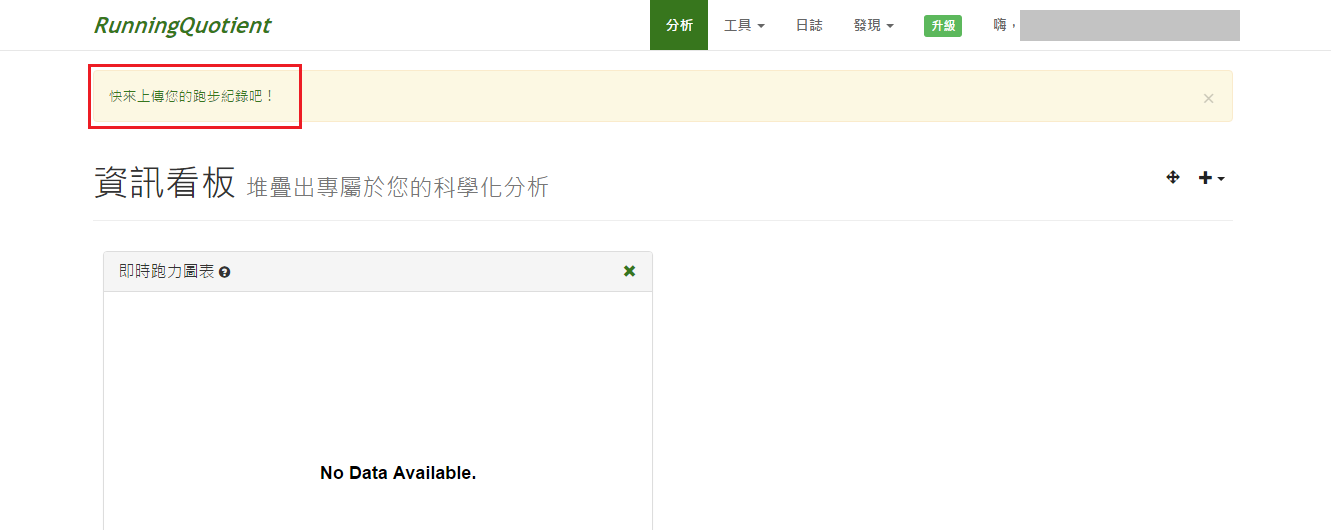 RunningQuotient 分析 工具 日誌 發現 升級 嗨，
快來上傳您的跑步紀錄吧！ ×
資訊看板 堆疊出專屬於您的科學化分析
即時跑力圖表
No Data Available.